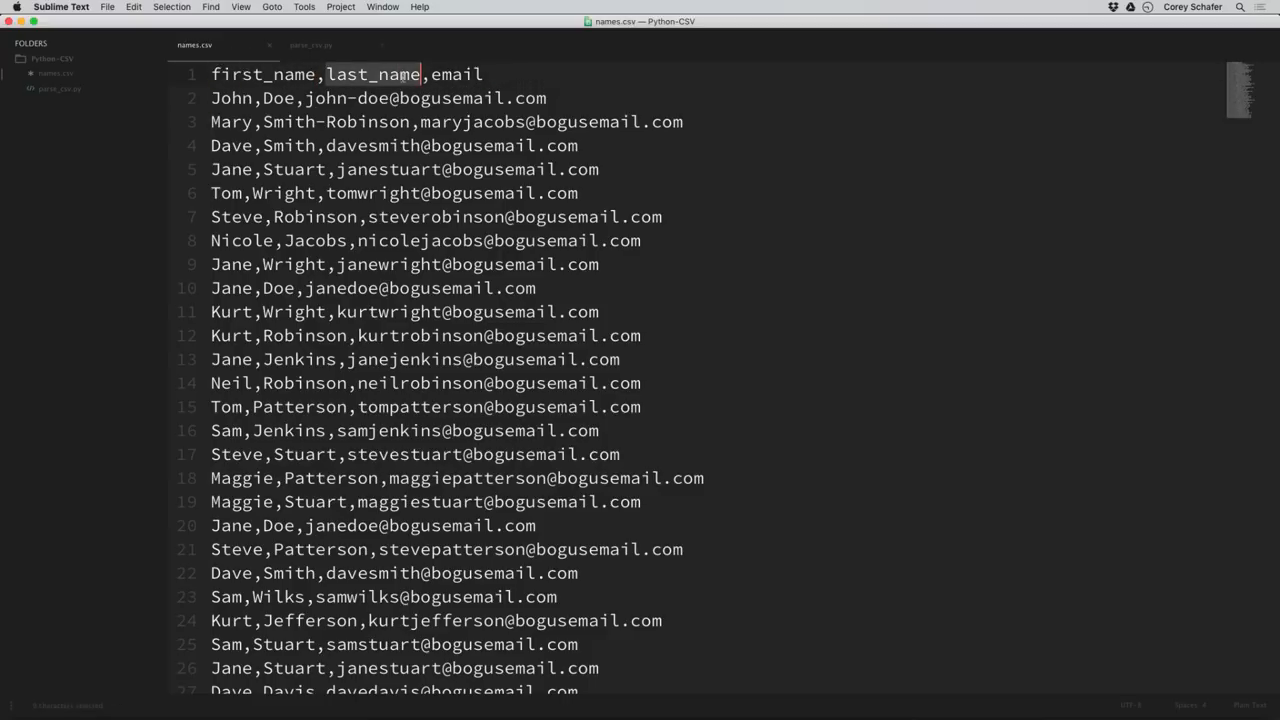 Sublime Text File Edit Selection Find View Goto Tools Project Window Help Corey Schafer
names.csv — Python-CSV
FOLDERS
Python-CSV
names.csv
parse_csv.py
names.csv parse_csv.py
1 first_name,last_name,email
2 John,Doe,john-doe@bogusemail.com
3 Mary,Smith-Robinson,maryjacobs@bogusemail.com
4 Dave,Smith,davesmith@bogusemail.com
5 Jane,Stuart,janestuart@bogusemail.com
6 Tom,Wright,tomwright@bogusemail.com
7 Steve,Robinson,steverobinson@bogusemail.com
8 Nicole,Jacobs,nicolejacobs@bogusemail.com
9 Jane,Wright,janewright@bogusemail.com
10 Jane,Doe,janedoe@bogusemail.com
11 Kurt,Wright,kurtwright@bogusemail.com
12 Kurt,Robinson,kurtrobinson@bogusemail.com
13 Jane,Jenkins,janejenkins@bogusemail.com
14 Neil,Robinson,neilrobinson@bogusemail.com
15 Tom,Patterson,tompatterson@bogusemail.com
16 Sam,Jenkins,samjenkins@bogusemail.com
17 Steve,Stuart,stevestuart@bogusemail.com
18 Maggie,Patterson,maggiepatterson@bogusemail.com
19 Maggie,Stuart,maggiestuart@bogusemail.com
20 Jane,Doe,janedoe@bogusemail.com
21 Steve,Patterson,stevepatterson@bogusemail.com
22 Dave,Smith,davesmith@bogusemail.com
23 Sam,Wilks,samwilks@bogusemail.com
24 Kurt,Jefferson,kurtjefferson@bogusemail.com
25 Sam,Stuart,samstuart@bogusemail.com
26 Jane,Stuart,janestuart@bogusemail.com
27 Dave,Davis,davedavis@bogusemail.com
9 characters selected UTF-8 Spaces: 4 Plain Text